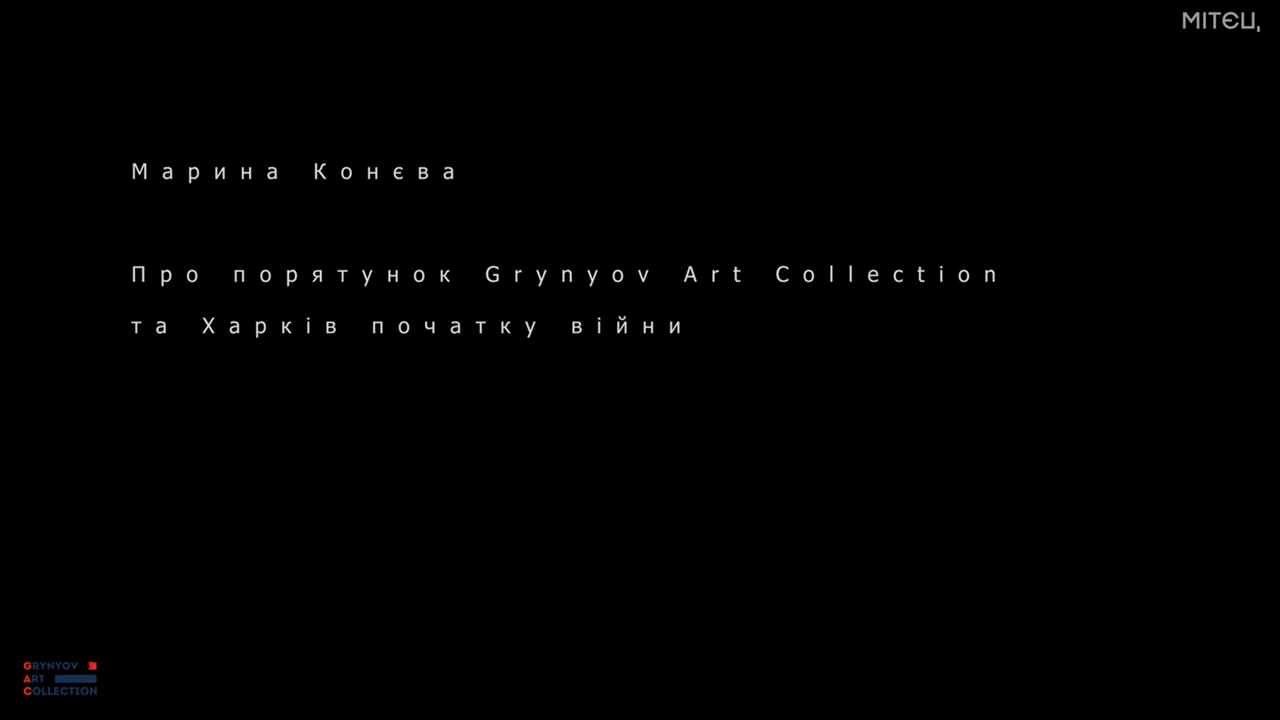 МІТЄЦ
Марина Конєва
Про порятунок Grynyov Art Collection
та Харків початку війни
GRYNYOV
ART
COLLECTION